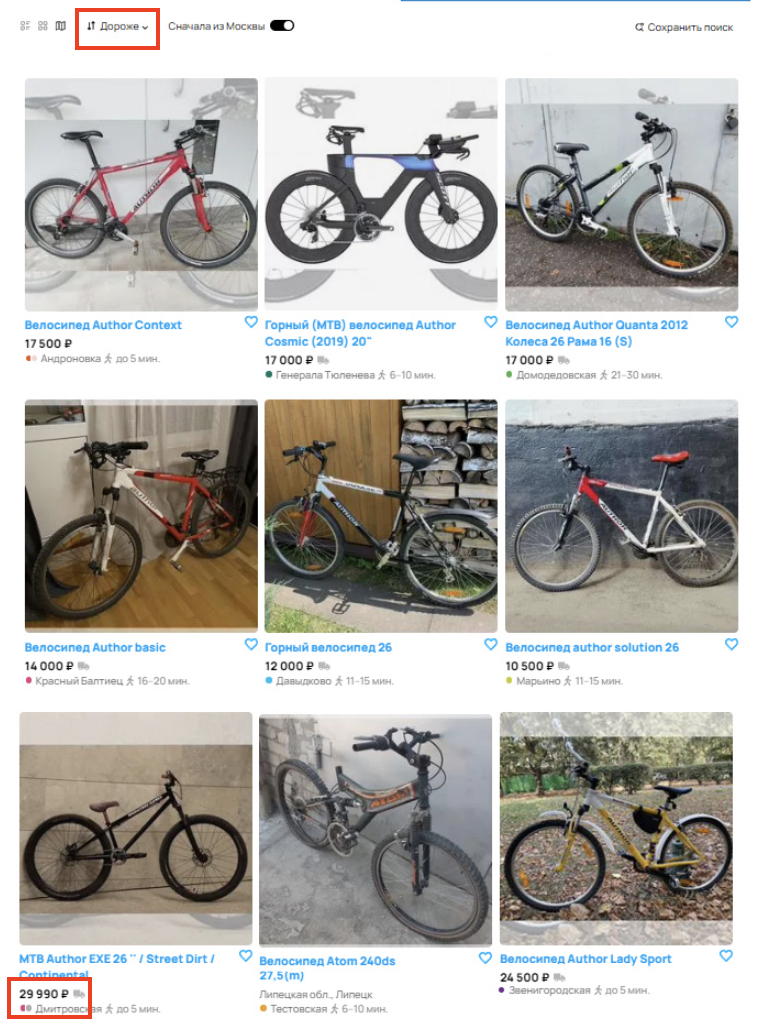 Дороже
Сначала из Москвы
Сохранить поиск
Велосипед Author Context
17 500 ₽
Андроновка до 5 мин.
Горный (MTB) велосипед Author
Cosmic (2019) 20"
17 000 ₽
Генерала Тюленева 6–10 мин.
Велосипед Author Quanta 2012
Колеса 26 Рама 16 (S)
17 000 ₽
Домодедовская 21–30 мин.
Велосипед Author basic
14 000 ₽
Красный Балтиец 16–20 мин.
Горный велосипед 26
12 000 ₽
Давыдково 11–15 мин.
Велосипед author solution 26
10 500 ₽
Марьино 11–15 мин.
MTB Author EXE 26 '' / Street Dirt /
Continental
29 990 ₽
Дмитровская до 5 мин.
Велосипед Atom 240ds
27,5(m)
Липецкая обл., Липецк
Тестовская 6–10 мин.
Велосипед Author Lady Sport
24 500 ₽
Звенигородская до 5 мин.